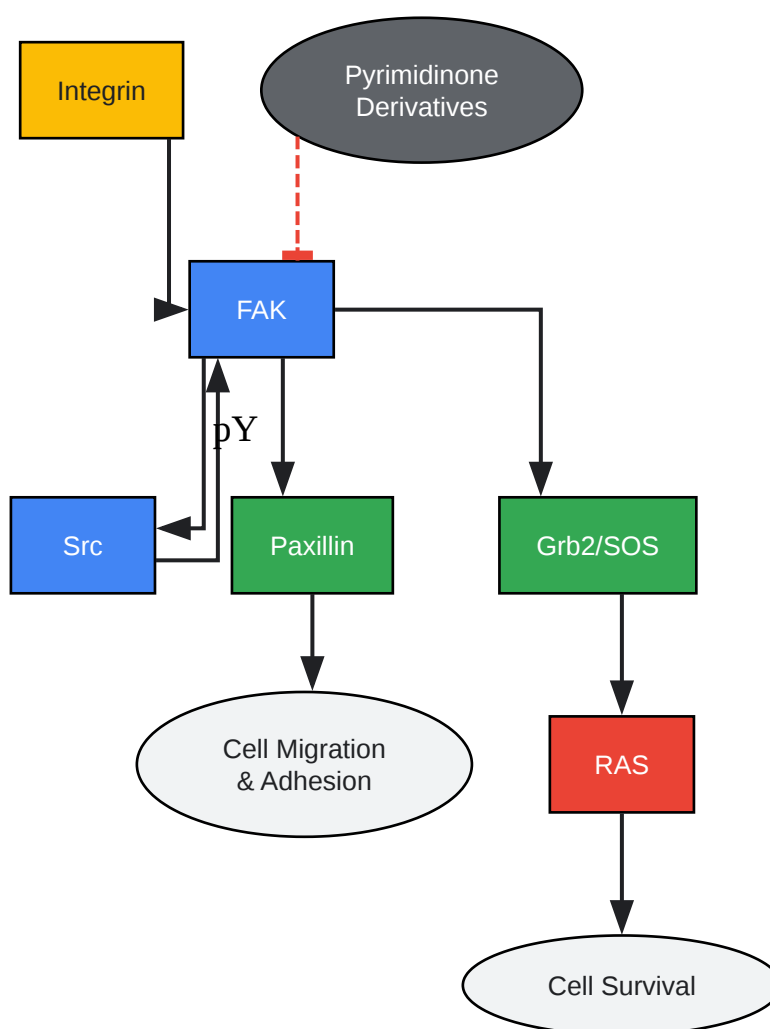 Integrin
Pyrimidinone
Derivatives
FAK
pY
Src
Paxillin
Grb2/SOS
Cell Migration
& Adhesion
RAS
Cell Survival